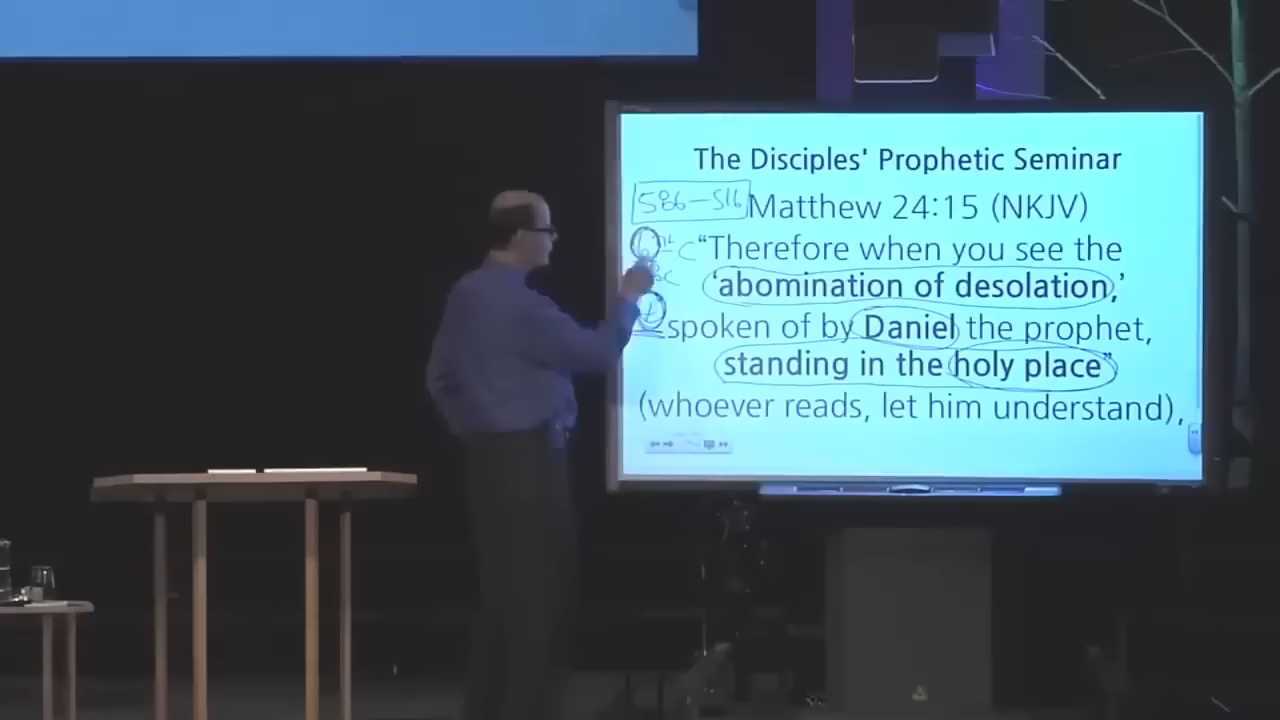 The Disciples' Prophetic Seminar
586-516 Matthew 24:15 (NKJV)
“Therefore when you see the
‘abomination of desolation,’
spoken of by Daniel the prophet,
standing in the holy place”
(whoever reads, let him understand),